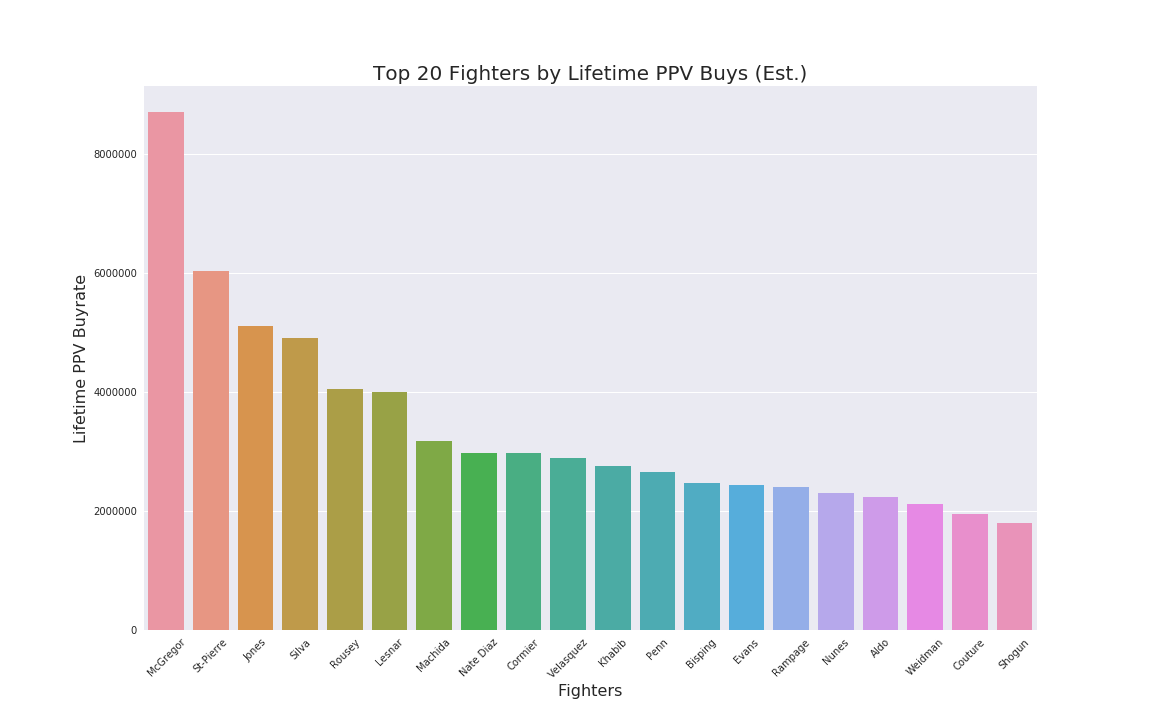 Top 20 Fighters by Lifetime PPV Buys (Est.)
8000000
6000000
4000000
2000000
0
Lifetime PPV Buyrate
McGregor
St-Pierre
Jones
Silva
Rousey
Lesnar
Machida
Nate Diaz
Cormier
Velasquez
Khabib
Penn
Bisping
Evans
Rampage
Nunes
Aldo
Weidman
Couture
Shogun
Fighters